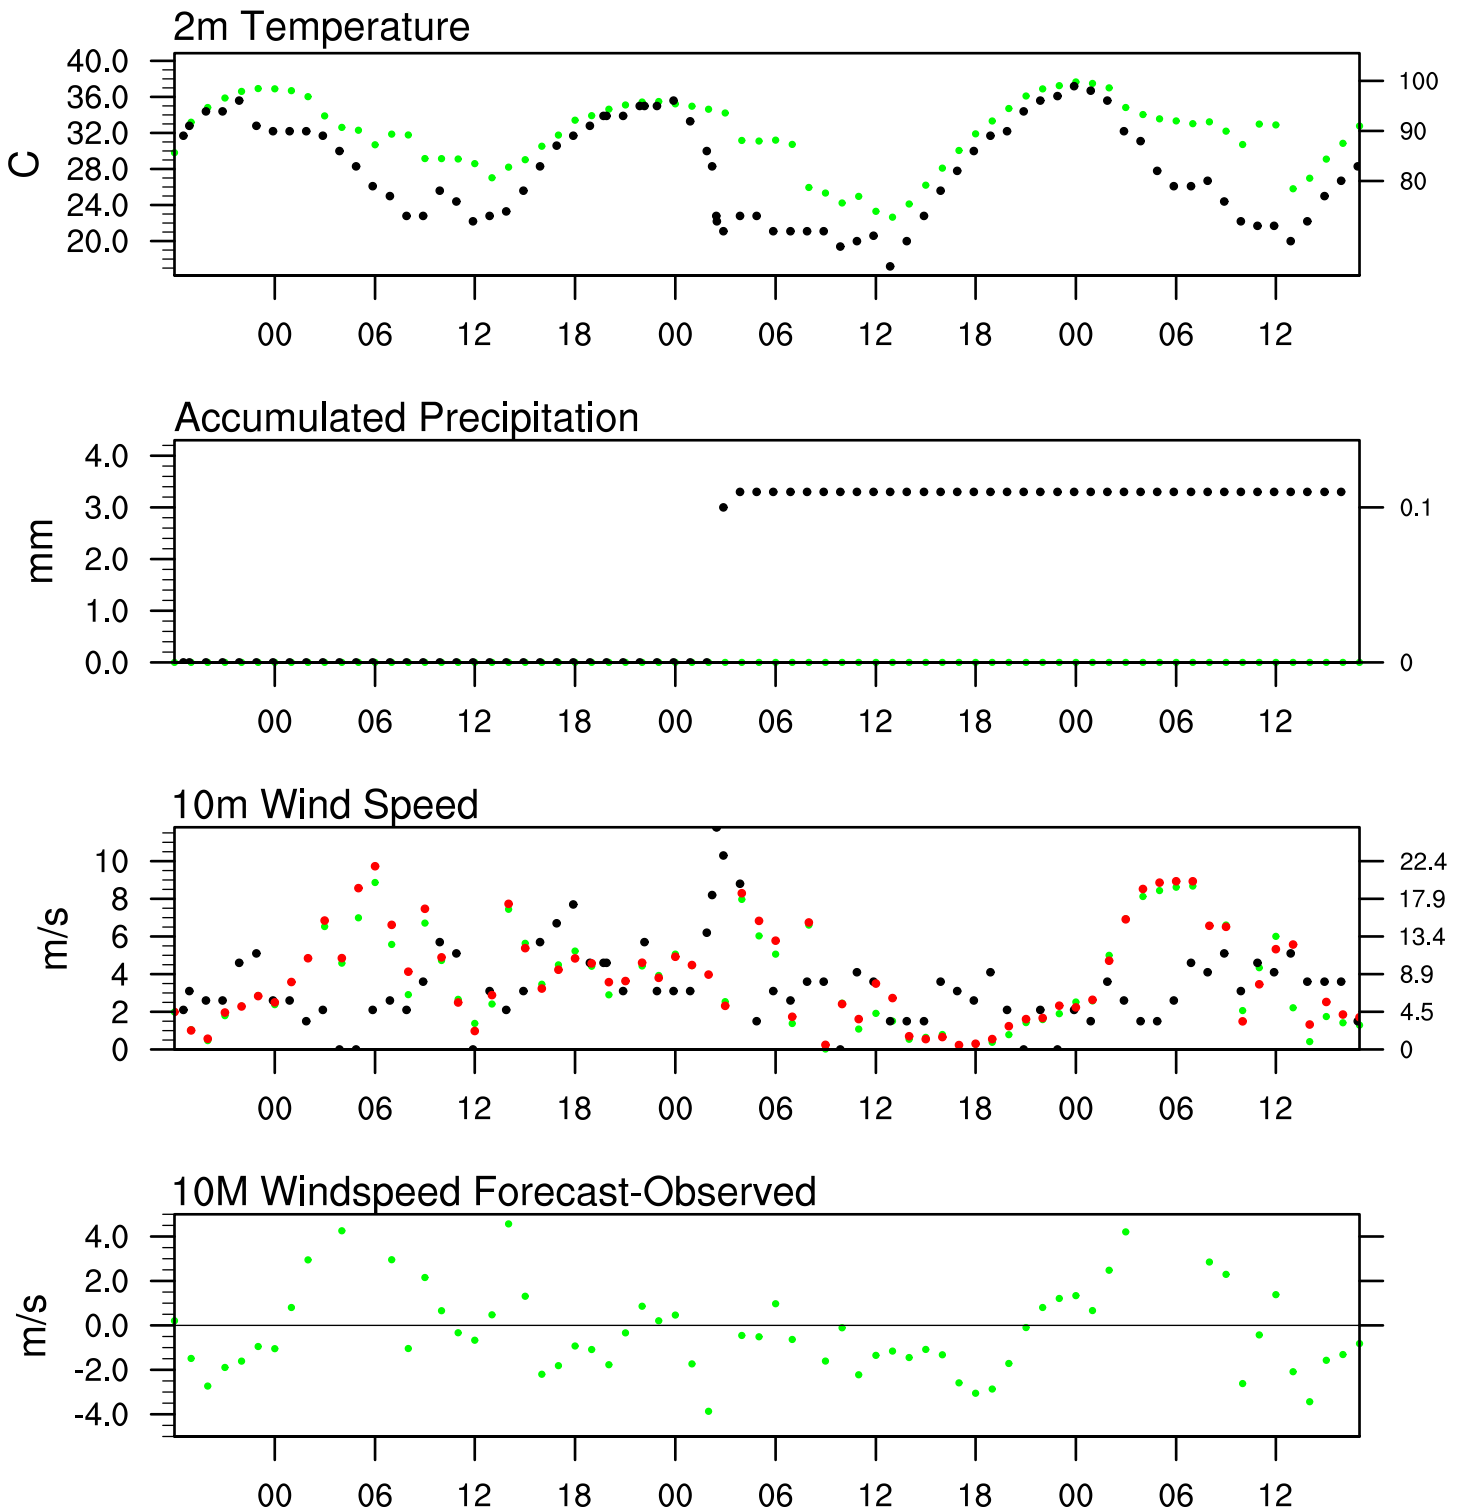 2m Temperature
40.0
36.0
32.0
28.0
24.0
20.0
C
100
90
80
00 06 12 18 00 06 12 18 00 06 12
Accumulated Precipitation
4.0
3.0
2.0
1.0
0.0
mm
0.1
0
00 06 12 18 00 06 12 18 00 06 12
10m Wind Speed
10
8
6
4
2
0
m/s
22.4
17.9
13.4
8.9
4.5
0
00 06 12 18 00 06 12 18 00 06 12
10M Windspeed Forecast-Observed
4.0
2.0
0.0
-2.0
-4.0
m/s
00 06 12 18 00 06 12 18 00 06 12